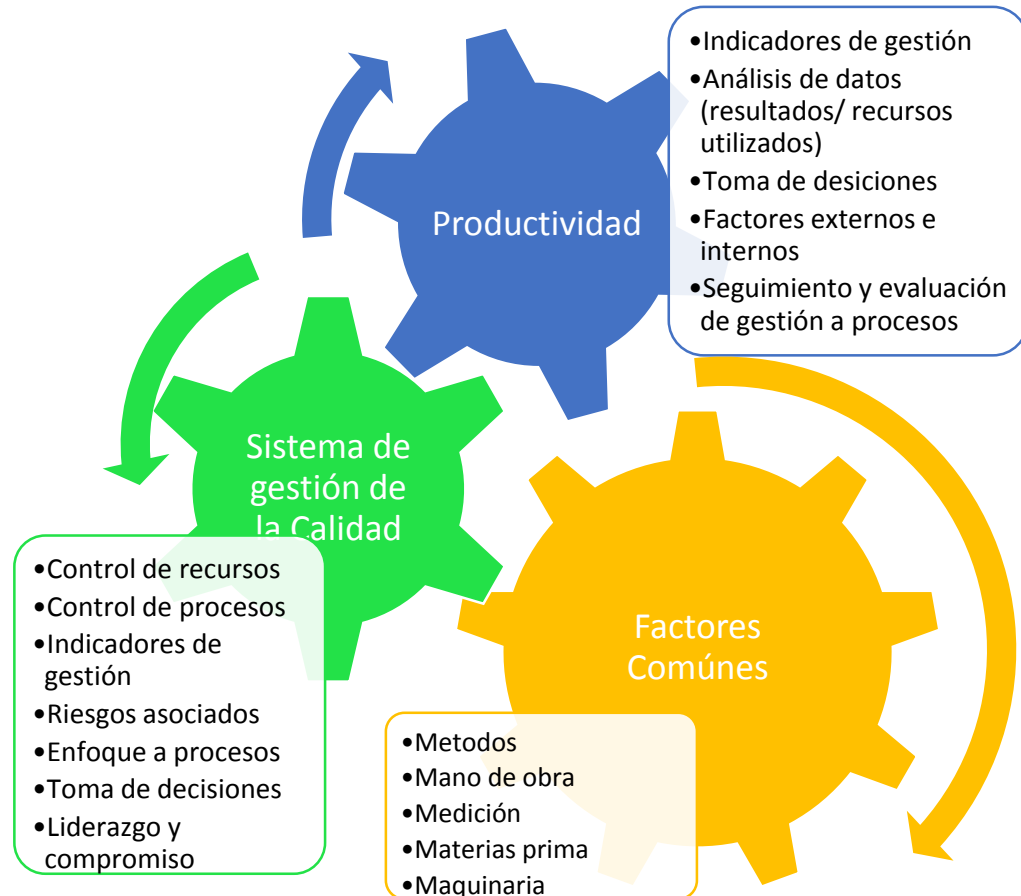 Productividad
•Indicadores de gestión
•Análisis de datos
(resultados/ recursos
utilizados)
•Toma de desiciones
•Factores externos e
internos
•Seguimiento y evaluación
de gestión a procesos
Sistema de
gestión de
la Calidad
•Control de recursos
•Control de procesos
•Indicadores de
gestión
•Riesgos asociados
•Enfoque a procesos
•Toma de decisiones
•Liderazgo y
compromiso
Factores
Comúnes
•Metodos
•Mano de obra
•Medición
•Materias prima
•Maquinaria